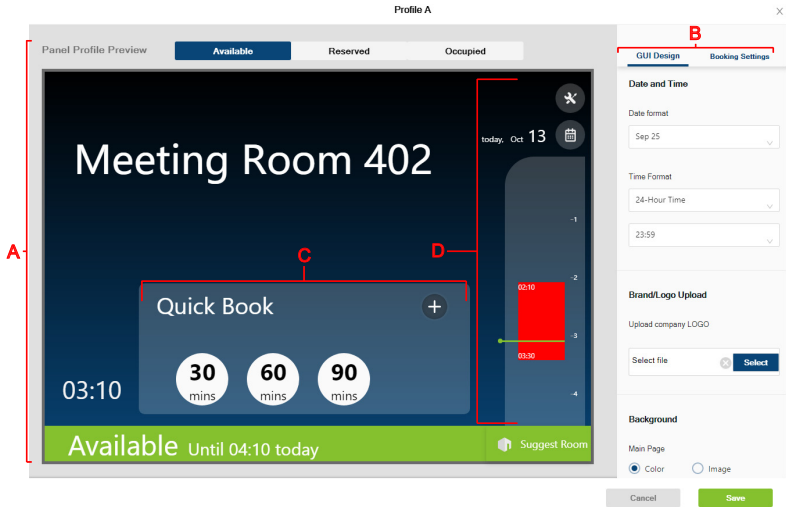 Profile A
B
Panel Profile Preview
Available
Reserved
Occupied
GUI Design
Booking Settings
today, Oct 13
Meeting Room 402
A
C
D
-1
-2
-3
-4
02:10
03:30
Quick Book
+
30
mins
60
mins
90
mins
03:10
Available Until 04:10 today
Suggest Room
Date and Time
Date format
Sep 25
Time Format
24-Hour Time
23:59
Brand/Logo Upload
Upload company LOGO
Select file
Select
Background
Main Page
Color
Image
Cancel
Save